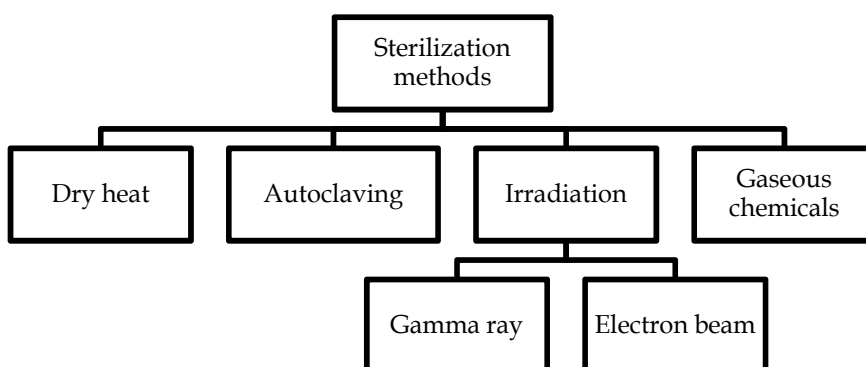 Sterilization
methods
Dry heat
Autoclaving
Irradiation
Gaseous
chemicals
Gamma ray
Electron beam